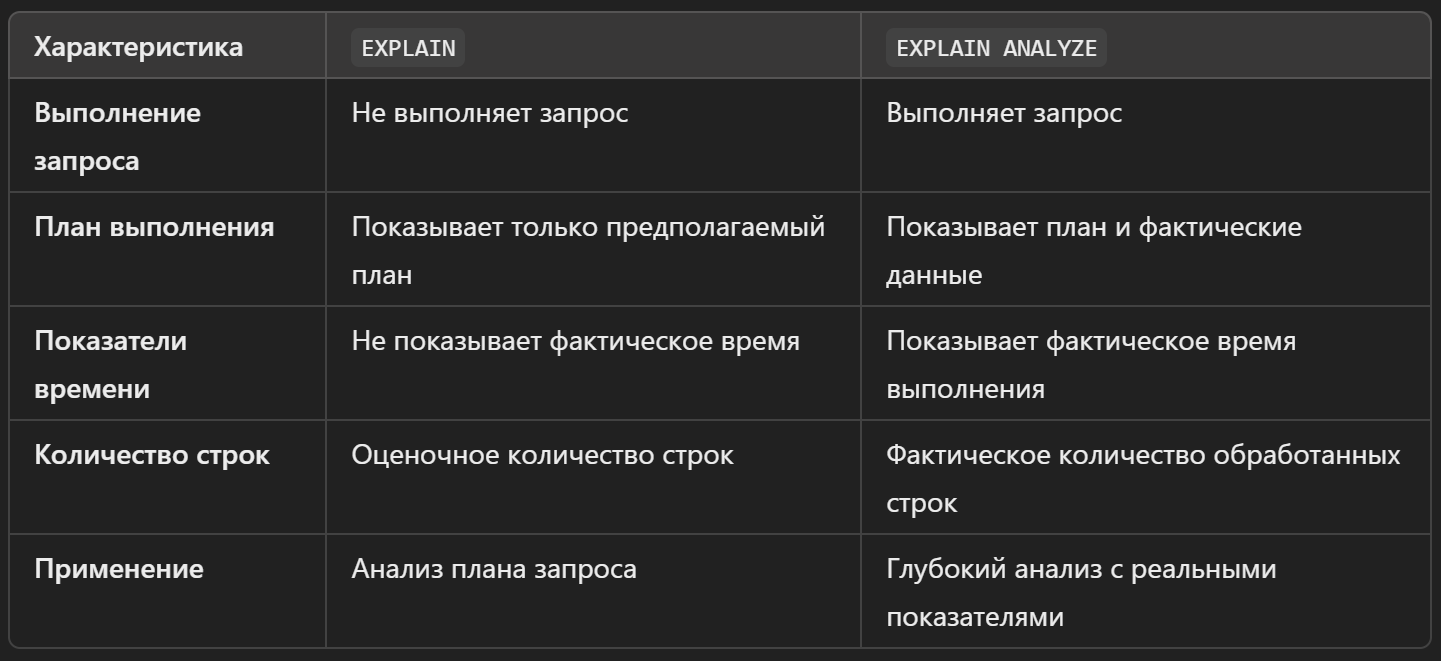 Характеристика
EXPLAIN
EXPLAIN ANALYZE
Выполнение
запроса
Не выполняет запрос
Выполняет запрос
План выполнения
Показывает только предполагаемый
план
Показывает план и фактические
данные
Показатели
времени
Не показывает фактическое время
Показывает фактическое время
выполнения
Количество строк
Оценочное количество строк
Фактическое количество обработанных
строк
Применение
Анализ плана запроса
Глубокий анализ с реальными
показателями